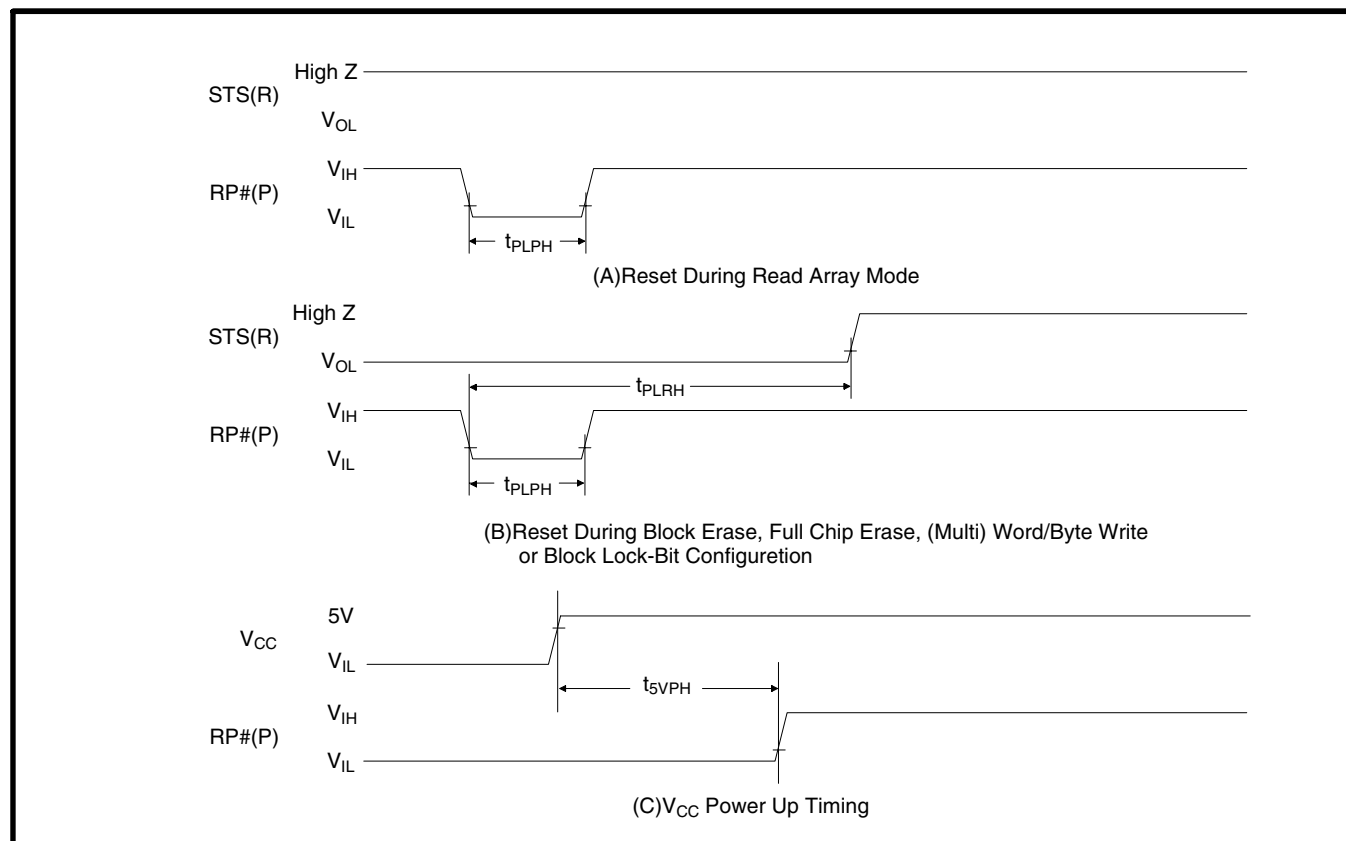 High Z
STS(R)
VOL
VIH
RP#(P)
VIL
tPLPH
(A)Reset During Read Array Mode
High Z
STS(R)
VOL
tPLRH
VIH
RP#(P)
VIL
tPLPH
(B)Reset During Block Erase, Full Chip Erase, (Multi) Word/Byte Write
or Block Lock-Bit Configuretion
5V
VCC
VIL
t5VPH
VIH
RP#(P)
VIL
(C)VCC Power Up Timing